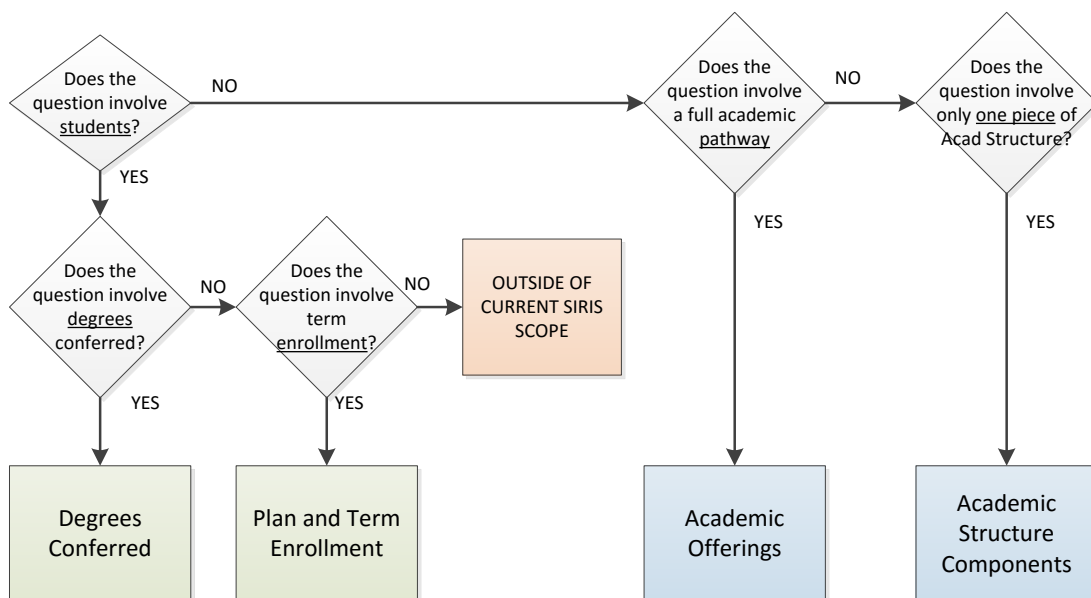 Does the
question involve
students?
NO
Does the
question involve
a full academic
pathway
NO
Does the
question involve
only one piece of
Acad Structure?
YES
YES
YES
Does the
question involve
degrees
conferred?
NO
Does the
question involve
term
enrollment?
NO
OUTSIDE OF
CURRENT SIRIS
SCOPE
YES
YES
Degrees
Conferred
Plan and Term
Enrollment
Academic
Offerings
Academic
Structure
Components